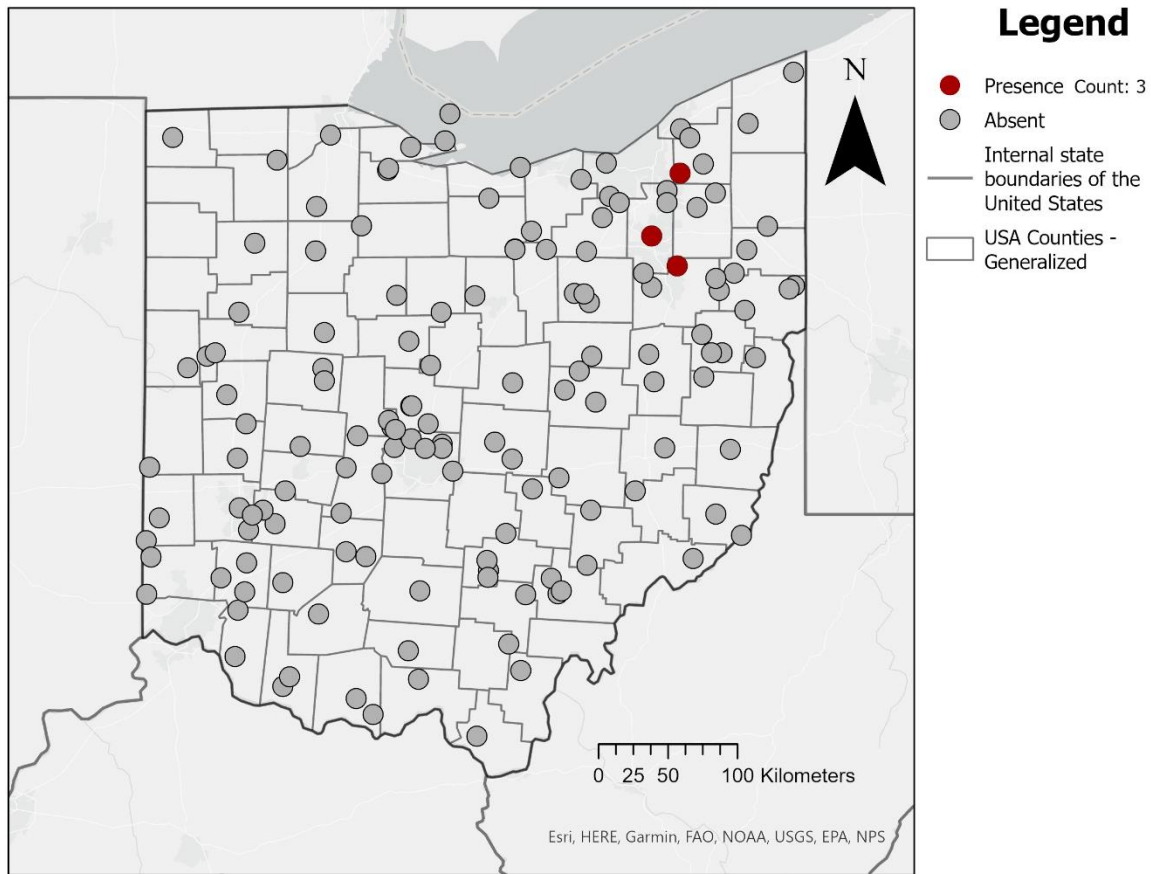 Legend
N
Presence Count: 3
Absent
Internal state
boundaries of the
United States
USA Counties -
Generalized
0 25 50 100 Kilometers
Esri, HERE, Garmin, FAO, NOAA, USGS, EPA, NPS